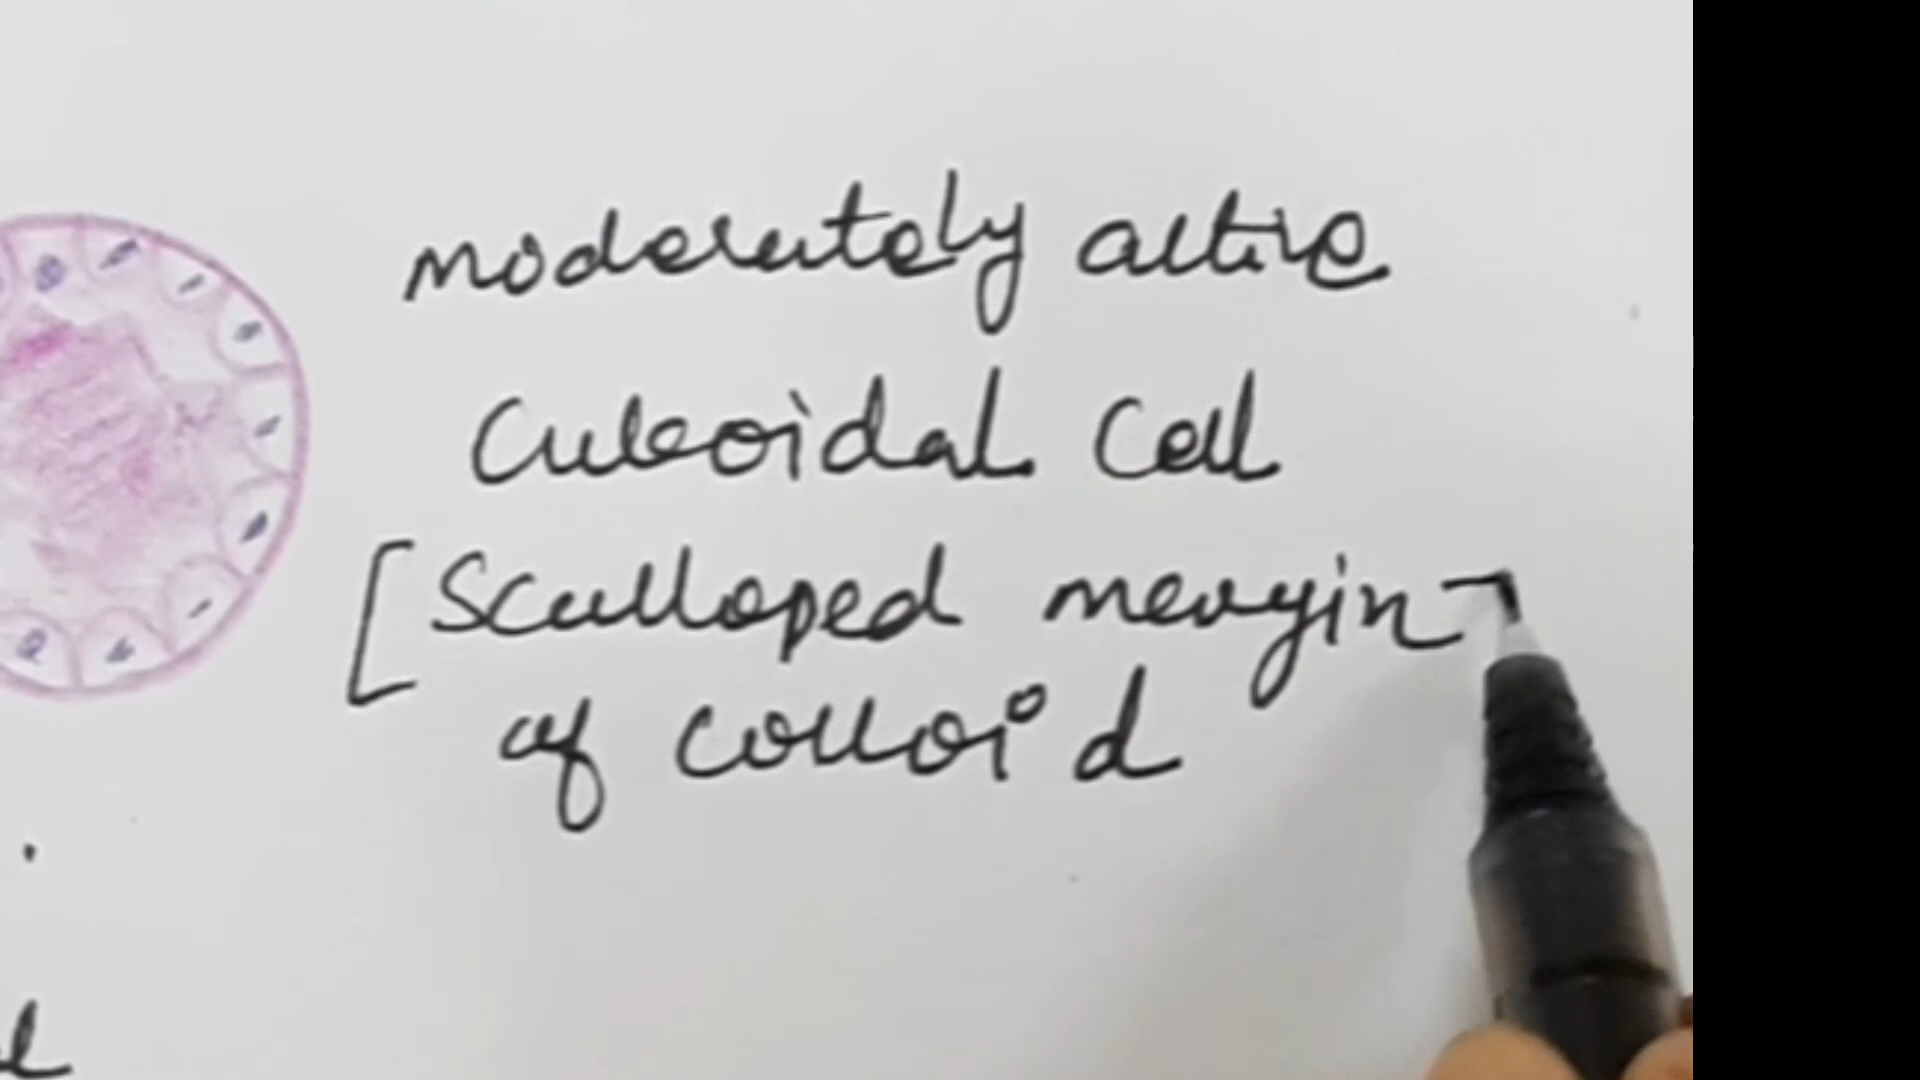 moderately active
Cuboidal Cell
[Scalloped margin
of colloid